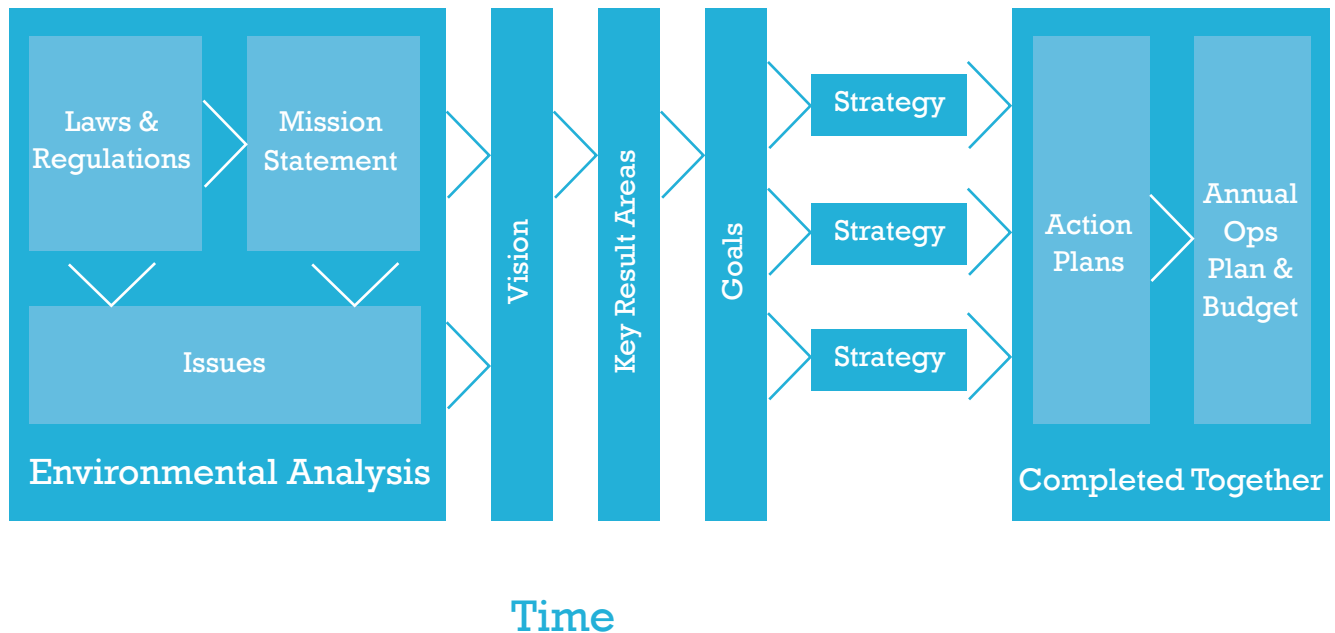 Laws &
Regulations
Mission
Statement
Issues
Environmental Analysis
Vision
Key Result Areas
Goals
Strategy
Strategy
Strategy
Action
Plans
Annual
Ops
Plan &
Budget
Completed Together
Time